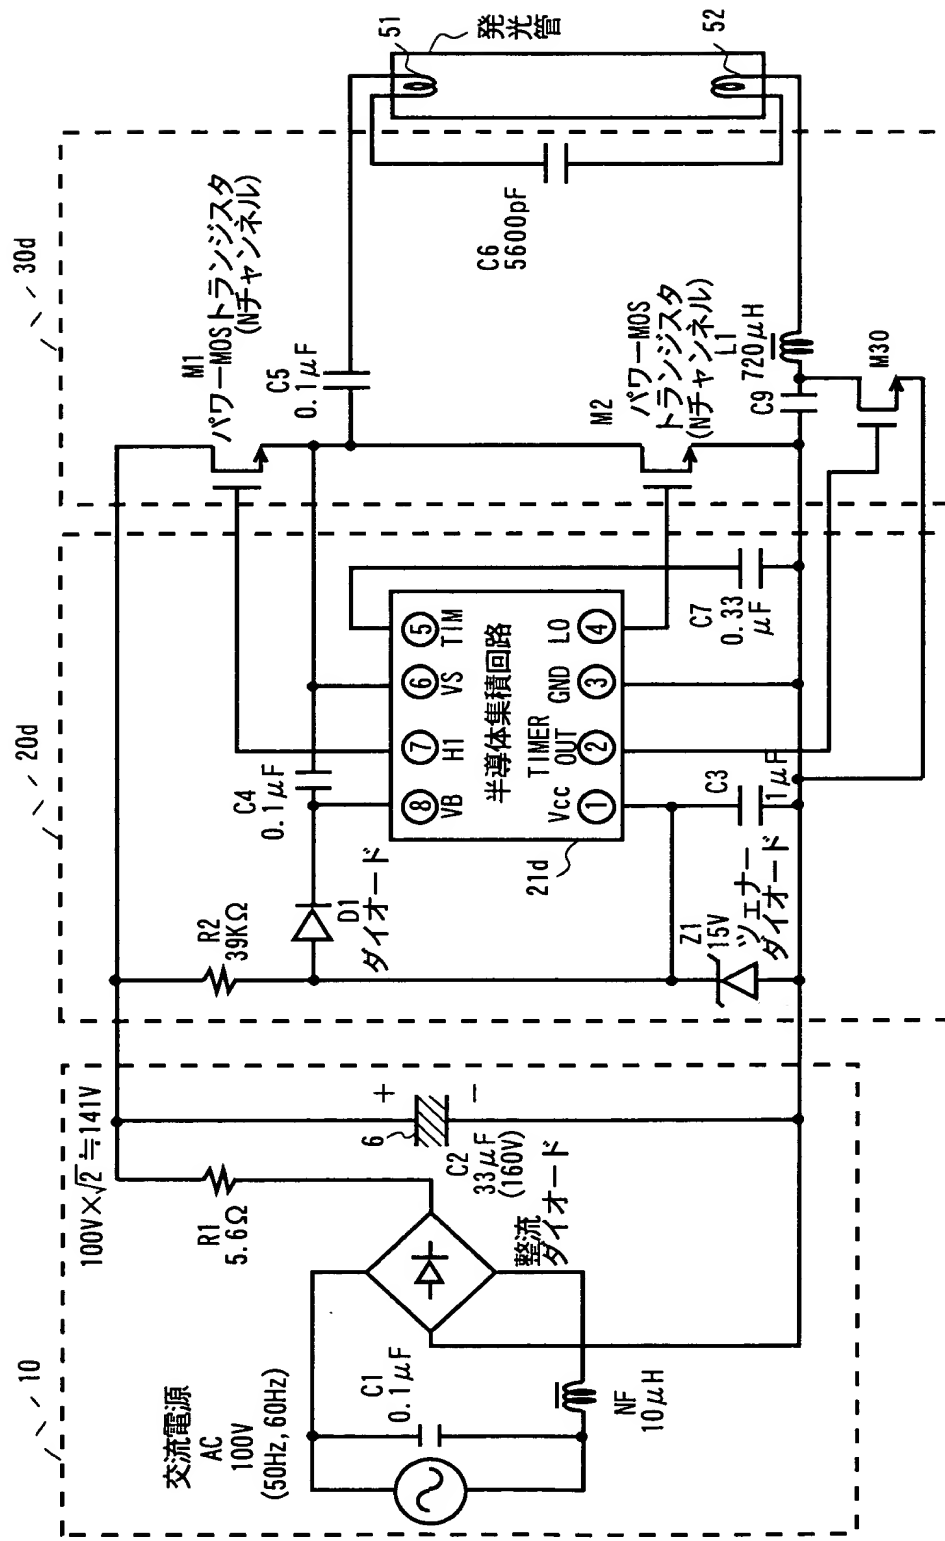 10
20d
30d
交流電源
AC
100V
(50Hz, 60Hz)
C1
0.1μF
NF
10μH
整流
ダイオード
R1
5.6Ω
100V×√2≒141V
6
+
−
C2
33μF
(160V)
R2
39KΩ
D1
ダイオード
Z1
15V
ツェナー
ダイオード
C4
0.1μF
C3
1μF
21d
半導体集積回路
⑧
VB
⑦
H1
⑥
VS
⑤
TIM
Vcc
①
TIMER
OUT
②
GND
③
LO
④
C7
0.33
μF
M1
パワーMOSトランジスタ
(Nチャンネル)
C5
0.1μF
M2
パワーMOS
トランジスタ
(Nチャンネル)
L1
720μH
C9
M30
C6
5600pF
51
発光管
52